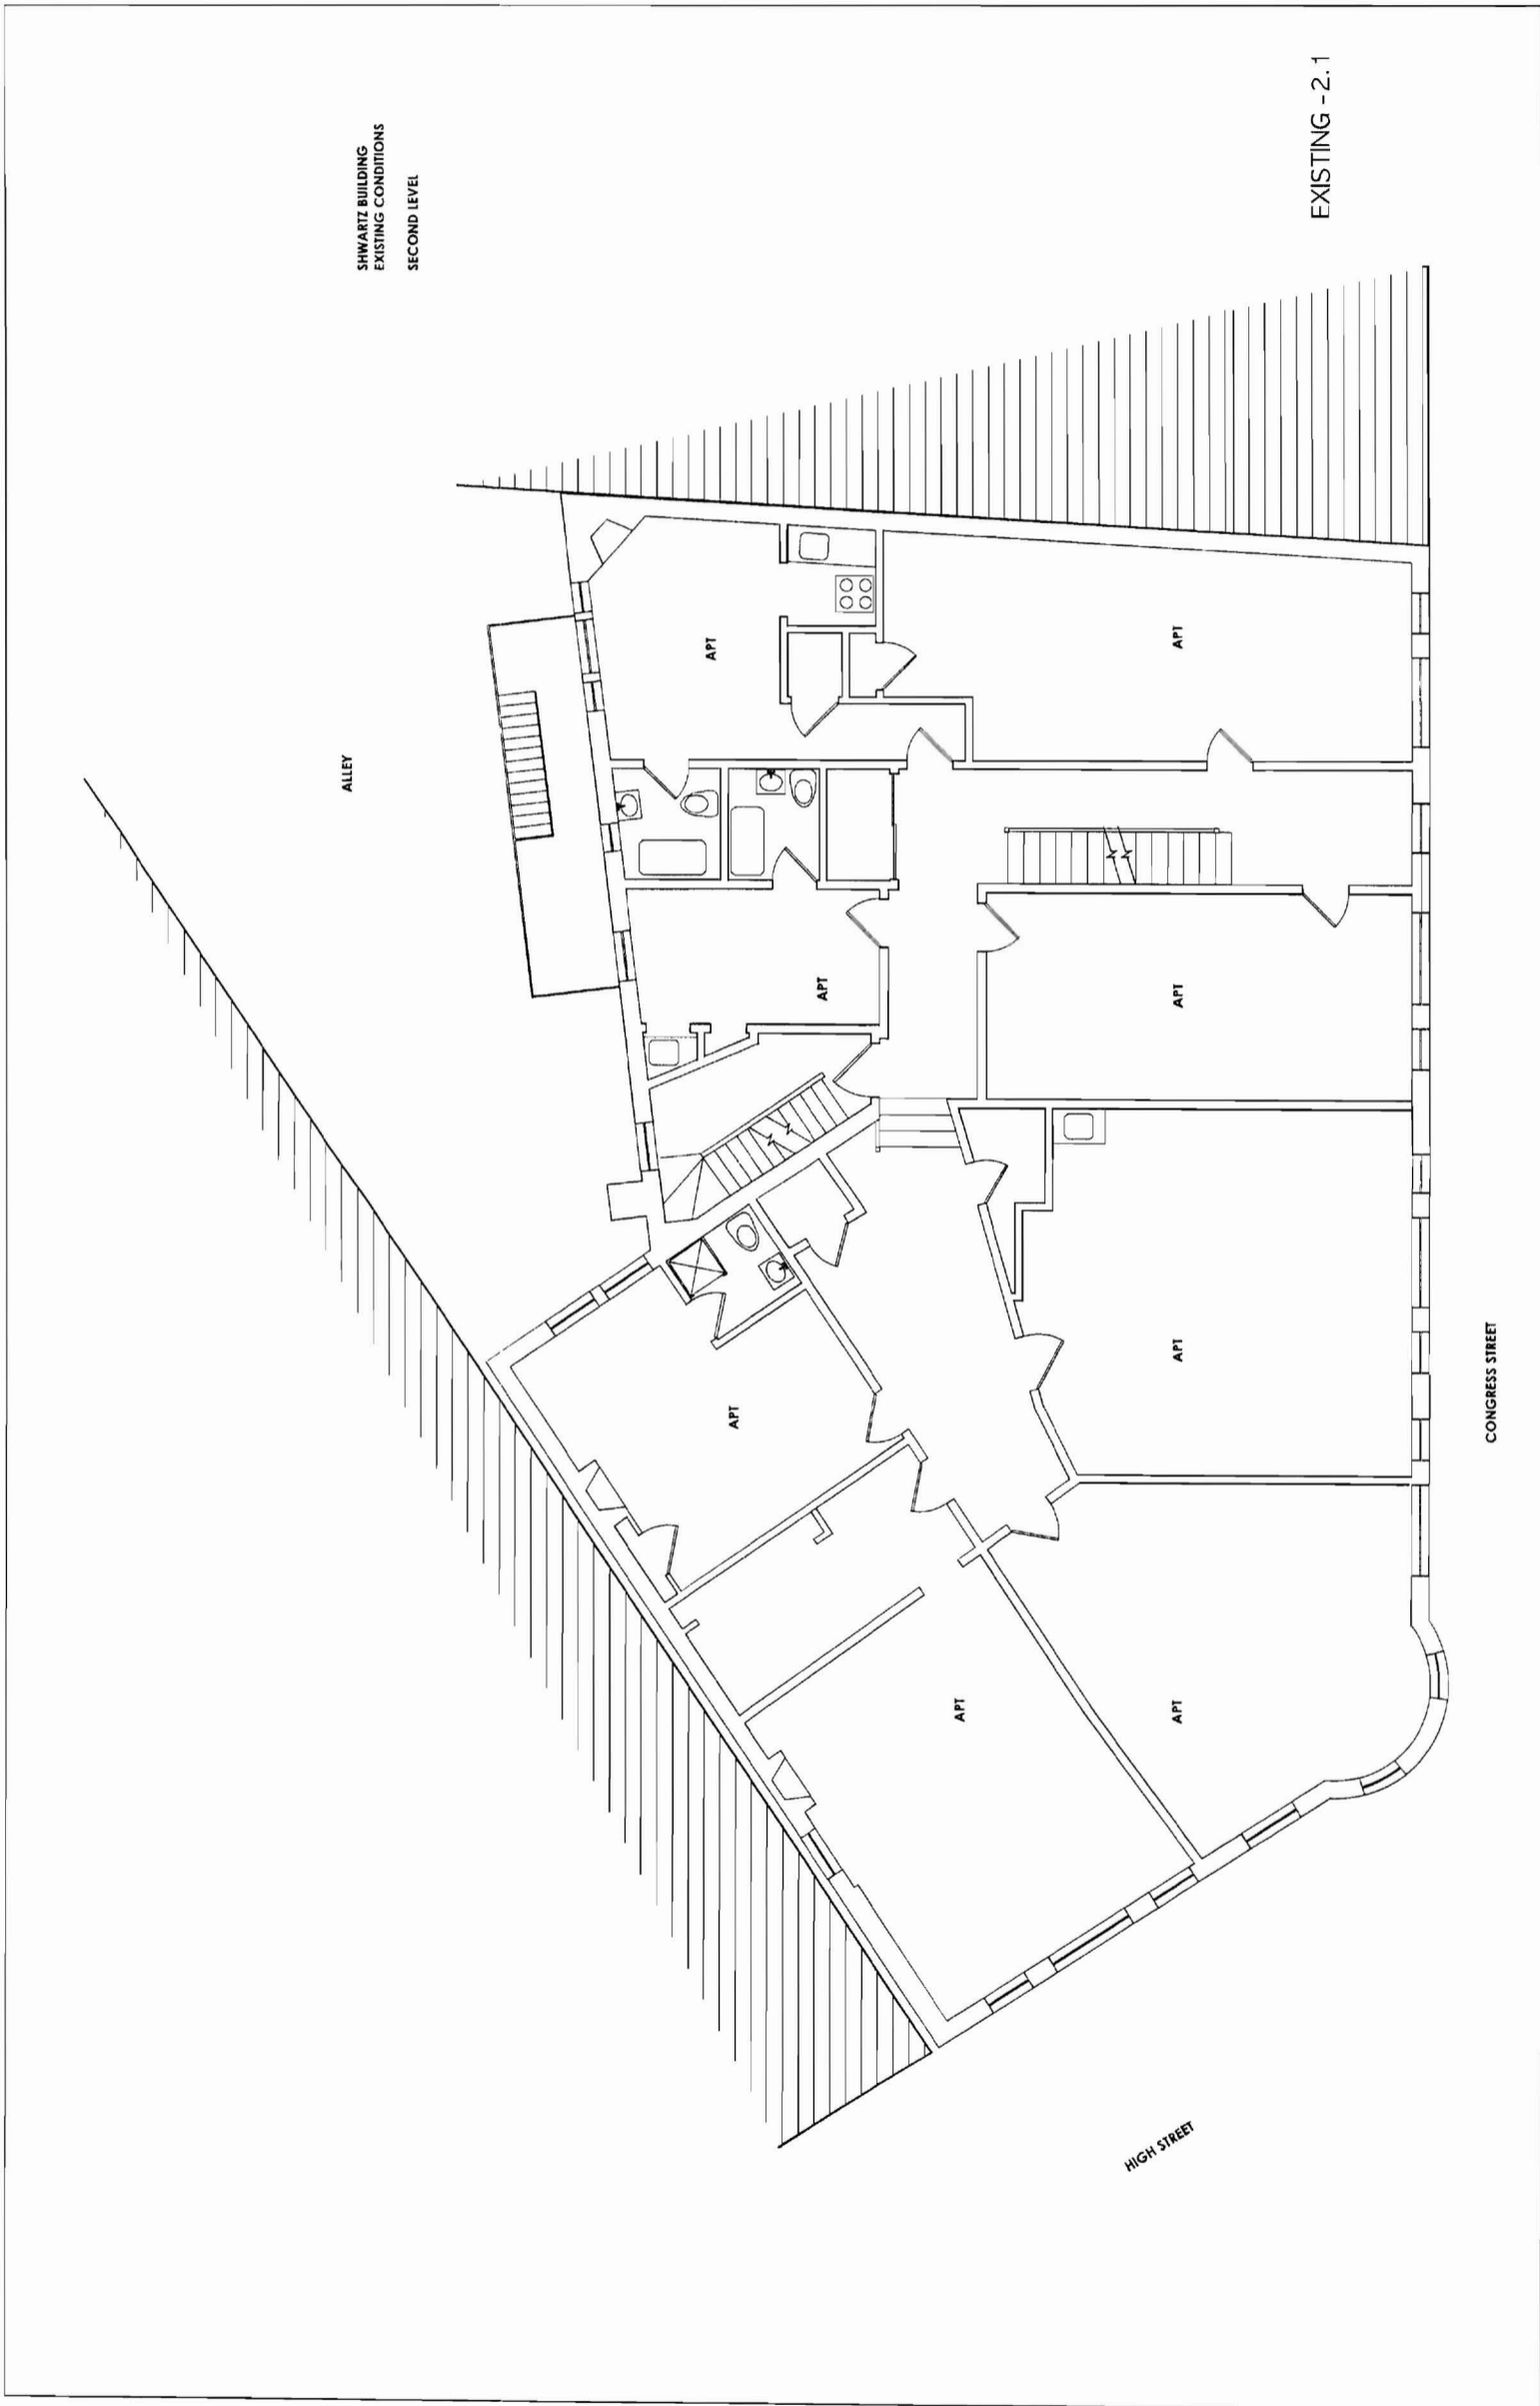 SHWARTZ BUILDING
EXISTING CONDITIONS
SECOND LEVEL
ALLEY
APT
APT
APT
APT
APT
APT
APT
APT
HIGH STREET
CONGRESS STREET
EXISTING -2.1